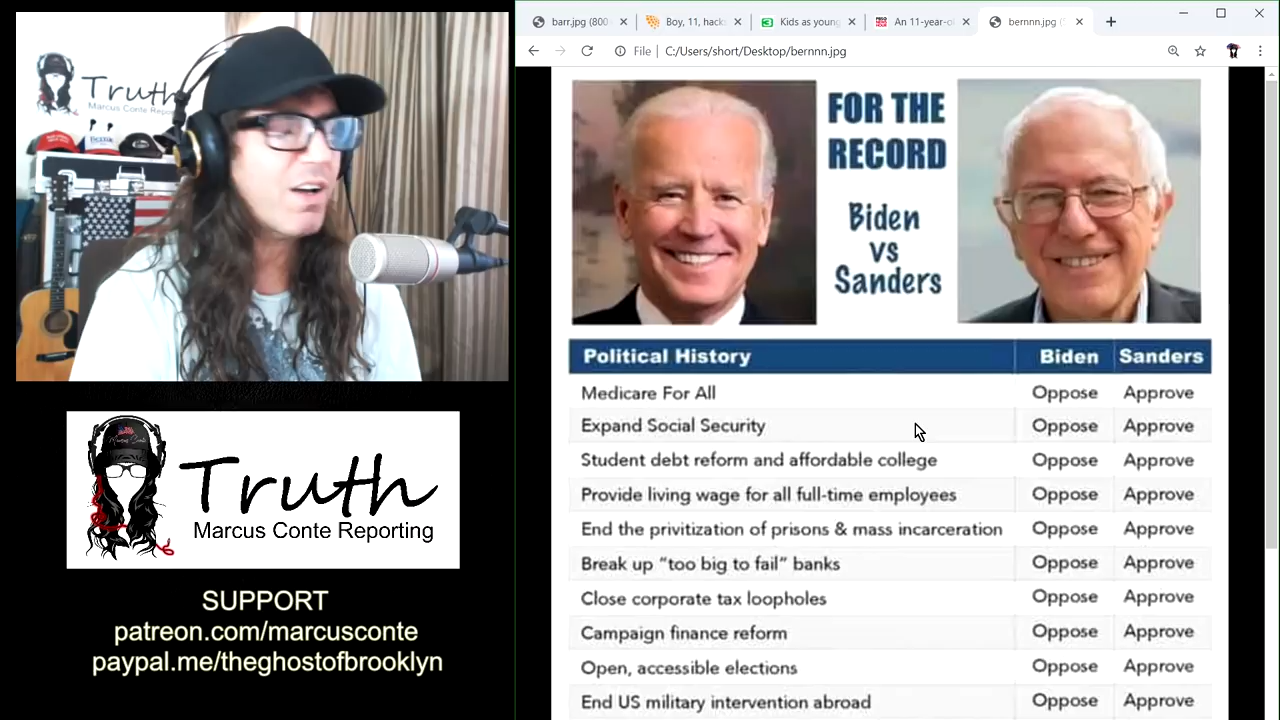 Truth
Marcus Conte Reporting
SUPPORT
patreon.com/marcusconte
paypal.me/theghostofbrooklyn
barr.jpg (800
Boy, 11, hack
Kids as young
An 11-year-ol
bernnn.jpg (
File
C:/Users/short/Desktop/bernnn.jpg
FOR THE
RECORD
Biden
vs
Sanders
Political History Biden Sanders
Medicare For All Oppose Approve
Expand Social Security Oppose Approve
Student debt reform and affordable college Oppose Approve
Provide living wage for all full-time employees Oppose Approve
End the privitization of prisons & mass incarceration Oppose Approve
Break up “too big to fail” banks Oppose Approve
Close corporate tax loopholes Oppose Approve
Campaign finance reform Oppose Approve
Open, accessible elections Oppose Approve
End US military intervention abroad Oppose Approve